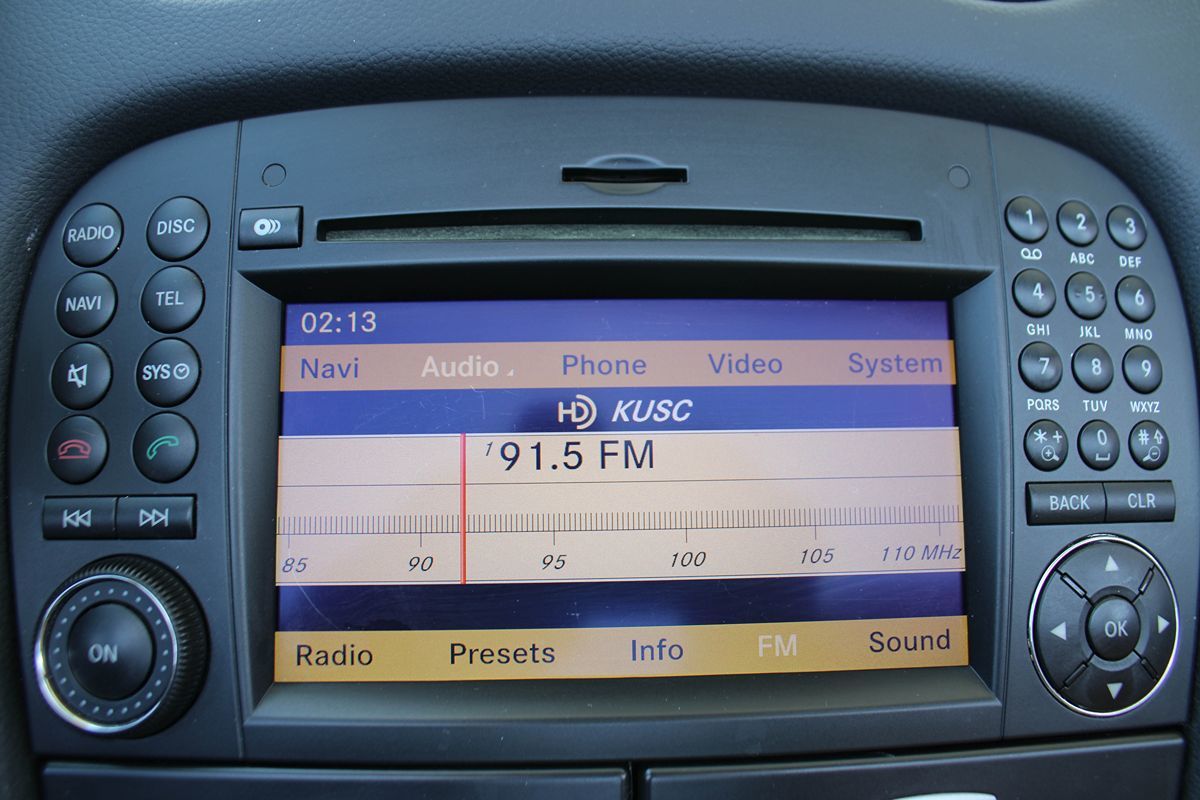 RADIO
DISC
NAVI
TEL
SYS
ON
02:13
Navi Audio Phone Video System
HD KUSC
1 91.5 FM
85 90 95 100 105 110 MHz
Radio Presets Info FM Sound
1 2 3
ABC DEF
4 5 6
GHI JKL MNO
7 8 9
PQRS TUV WXYZ
* + 0 #
BACK CLR
OK